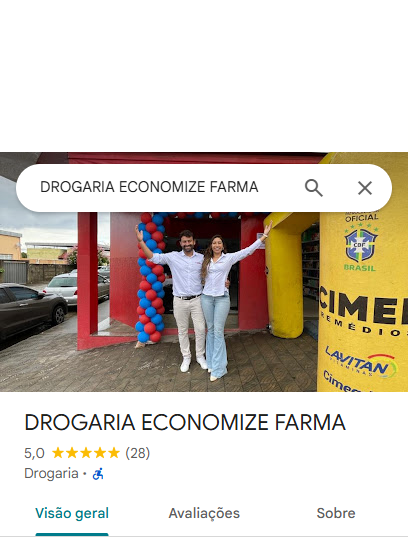 DROGARIA ECONOMIZE FARMA
OFICIAL
CBF
BRASIL
CIMED
REMÉDIOS
LAVITAN
VITAMINAS
Cimed
DROGARIA ECONOMIZE FARMA
5,0 ★★★★★ (28)
Drogaria ·
Visão geral
Avaliações
Sobre